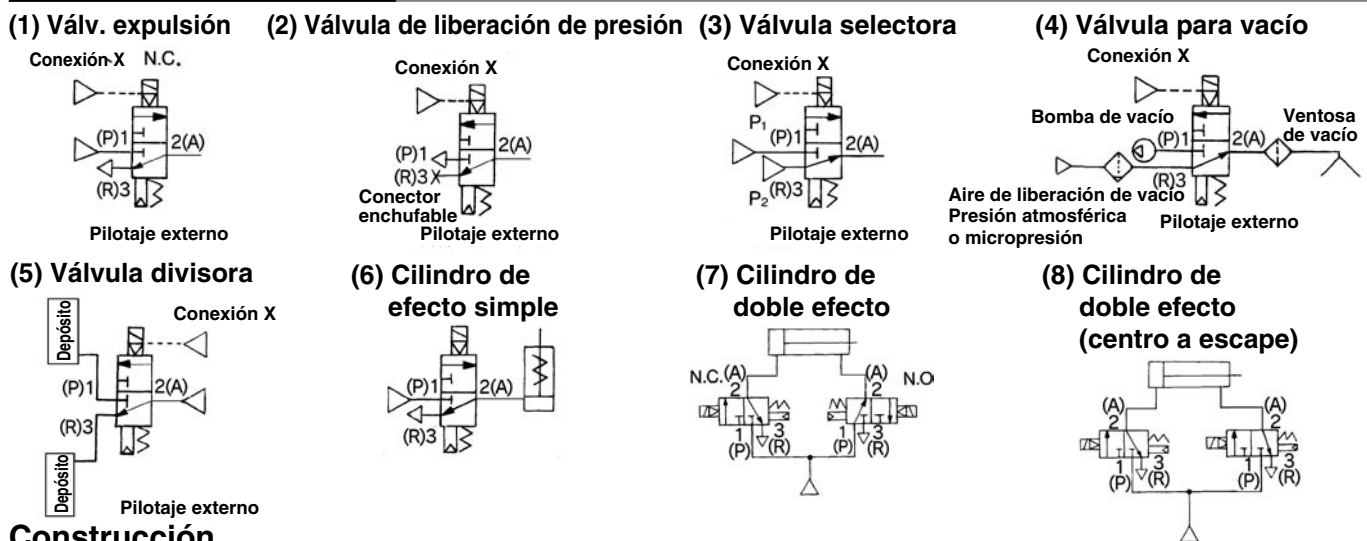 (1) Válv. expulsión
Conexión X N.C.
(P)1
2(A)
(R)3
Pilotaje externo
(2) Válvula de liberación de presión
Conexión X
(P)1
2(A)
(R)3 X
Conector
enchufable
Pilotaje externo
(3) Válvula selectora
Conexión X
P1
(P)1
2(A)
P2
(R)3
Pilotaje externo
(4) Válvula para vacío
Conexión X
Bomba de vacío
(P)1
2(A)
Ventosa
de vacío
(R)3
Aire de liberación de vacío
Presión atmosférica
o micropresión
Pilotaje externo
(5) Válvula divisora
Depósito
Conexión X
(P)1
2(A)
(R)3
Depósito
Pilotaje externo
(6) Cilindro de
efecto simple
(P)1
2(A)
(R)3
(7) Cilindro de
doble efecto
N.C. (A) (A) N.O
2 2
1 3 1 3
(P) (R) (P) (R)
(8) Cilindro de
doble efecto
(centro a escape)
(A) (A)
2 2
1 3 1 3
(P) (R) (P) (R)
Construcción